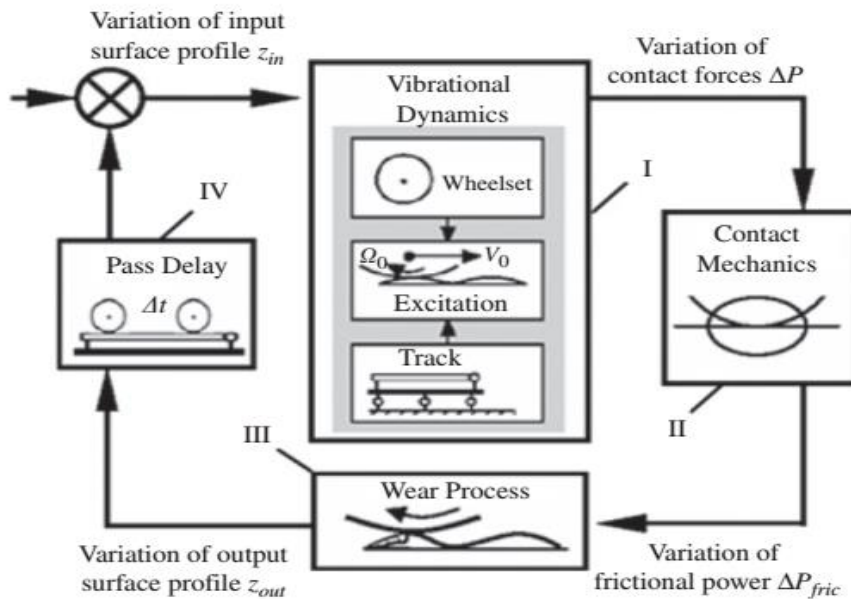 Variation of input
surface profile z_in
Vibrational
Dynamics
Wheelset
Ω₀
V₀
Excitation
Track
Variation of
contact forces ΔP
I
Contact
Mechanics
II
IV
Pass Delay
Δt
III
Wear Process
Variation of output
surface profile z_out
Variation of
frictional power ΔP_fric